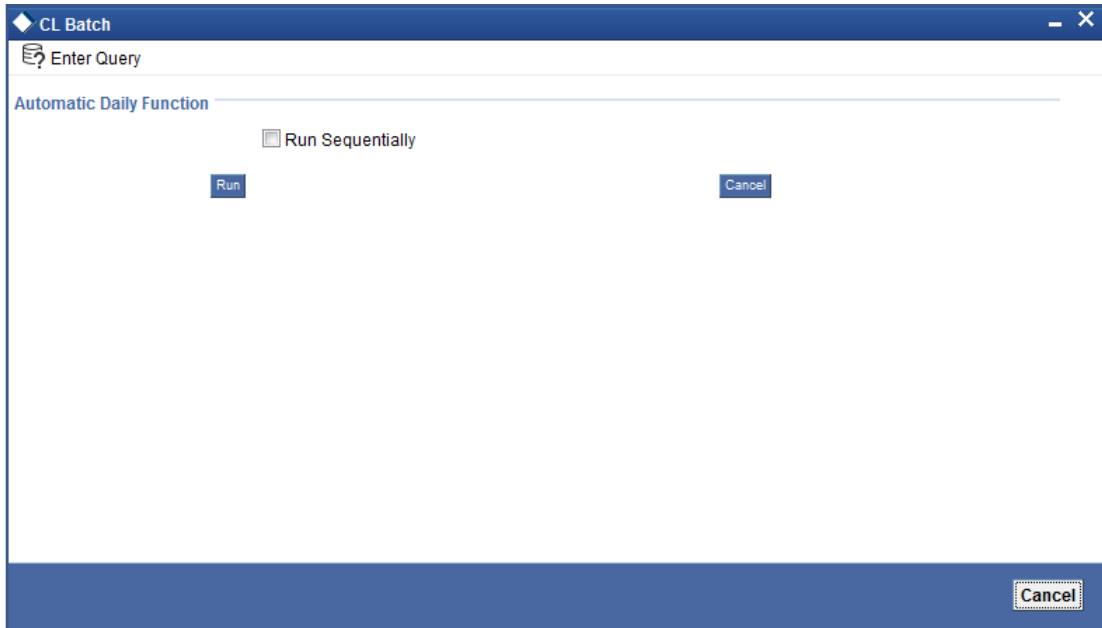 CL Batch
Enter Query
Automatic Daily Function
Run Sequentially
Run Cancel
Cancel